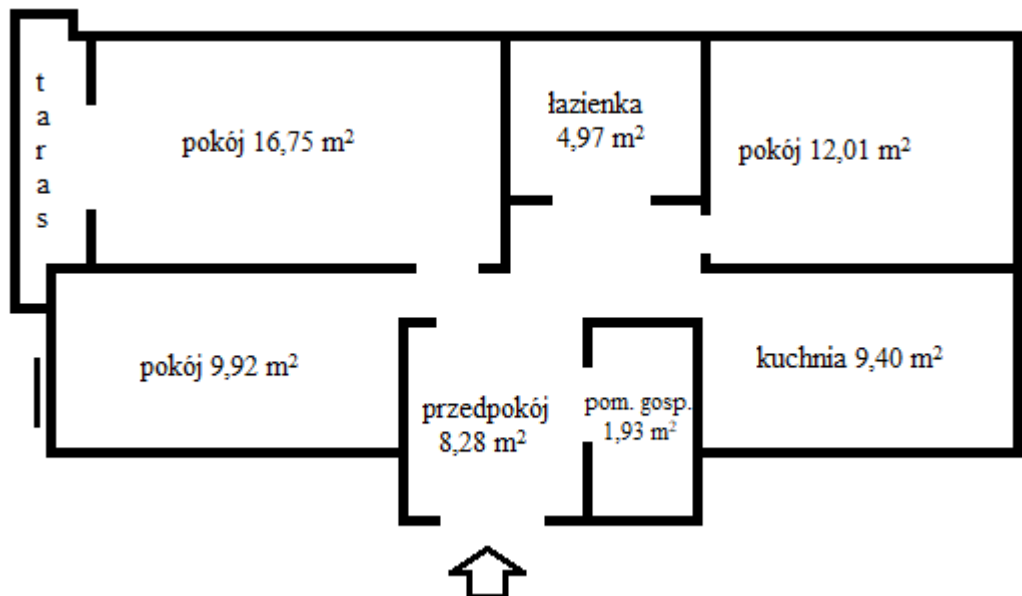 taras
pokój 16,75 m²
łazienka
4,97 m²
pokój 12,01 m²
pokój 9,92 m²
przedpokój
8,28 m²
pom. gosp.
1,93 m²
kuchnia 9,40 m²